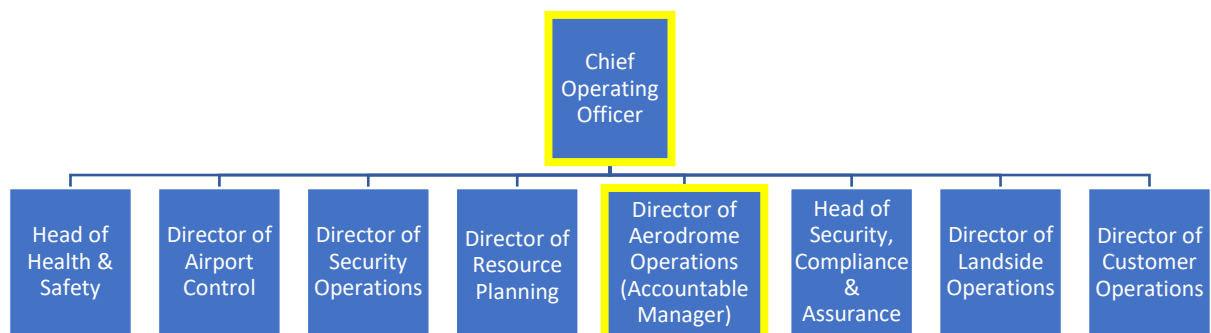 Chief
Operating
Officer
Head of
Health &
Safety
Director of
Airport
Control
Director of
Security
Operations
Director of
Resource
Planning
Director of
Aerodrome
Operations
(Accountable
Manager)
Head of
Security,
Compliance
&
Assurance
Director of
Landside
Operations
Director of
Customer
Operations